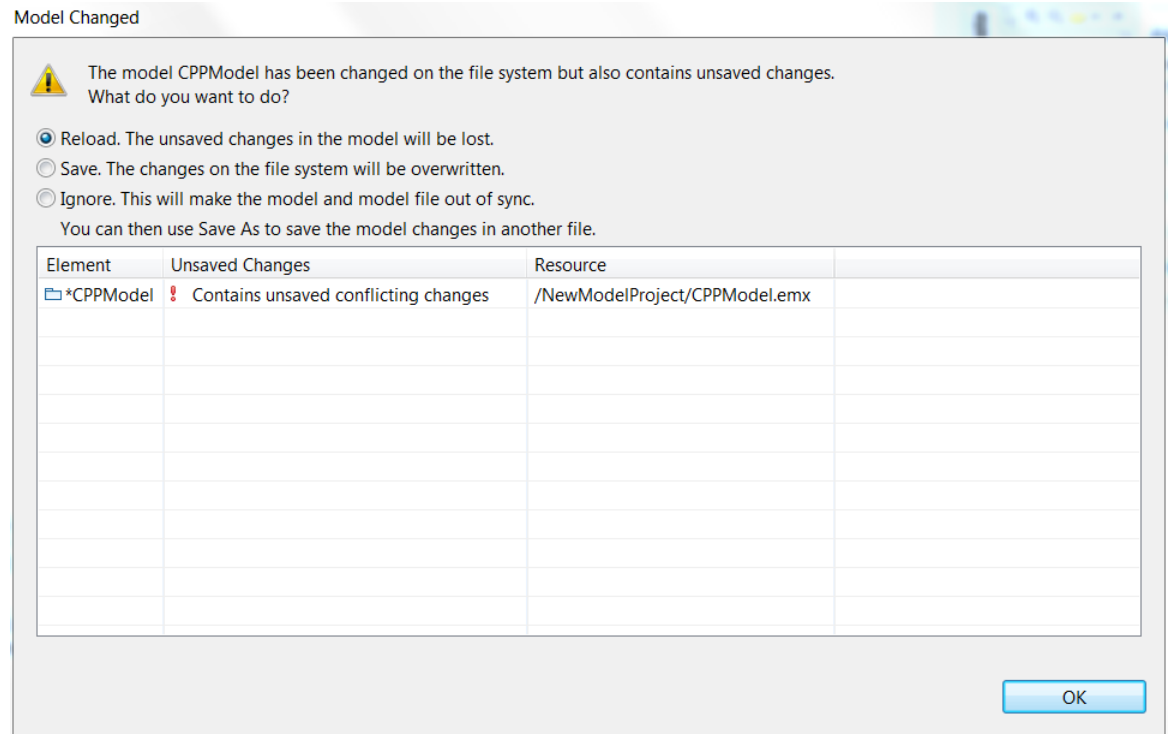 Model Changed
The model CPPModel has been changed on the file system but also contains unsaved changes.
What do you want to do?
Reload. The unsaved changes in the model will be lost.
Save. The changes on the file system will be overwritten.
Ignore. This will make the model and model file out of sync.
You can then use Save As to save the model changes in another file.
Element Unsaved Changes Resource
*CPPModel Contains unsaved conflicting changes /NewModelProject/CPPModel.emx
OK